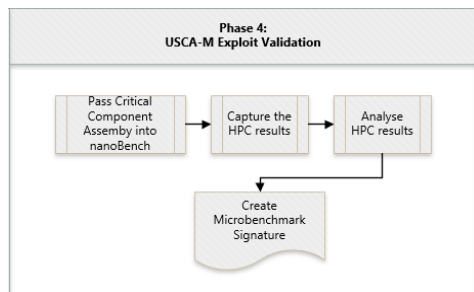 Phase 4:
USCA-M Exploit Validation
Pass Critical
Component
Assemby into
nanoBench
Capture the
HPC results
Analyse
HPC results
Create
Microbenchmark
Signature